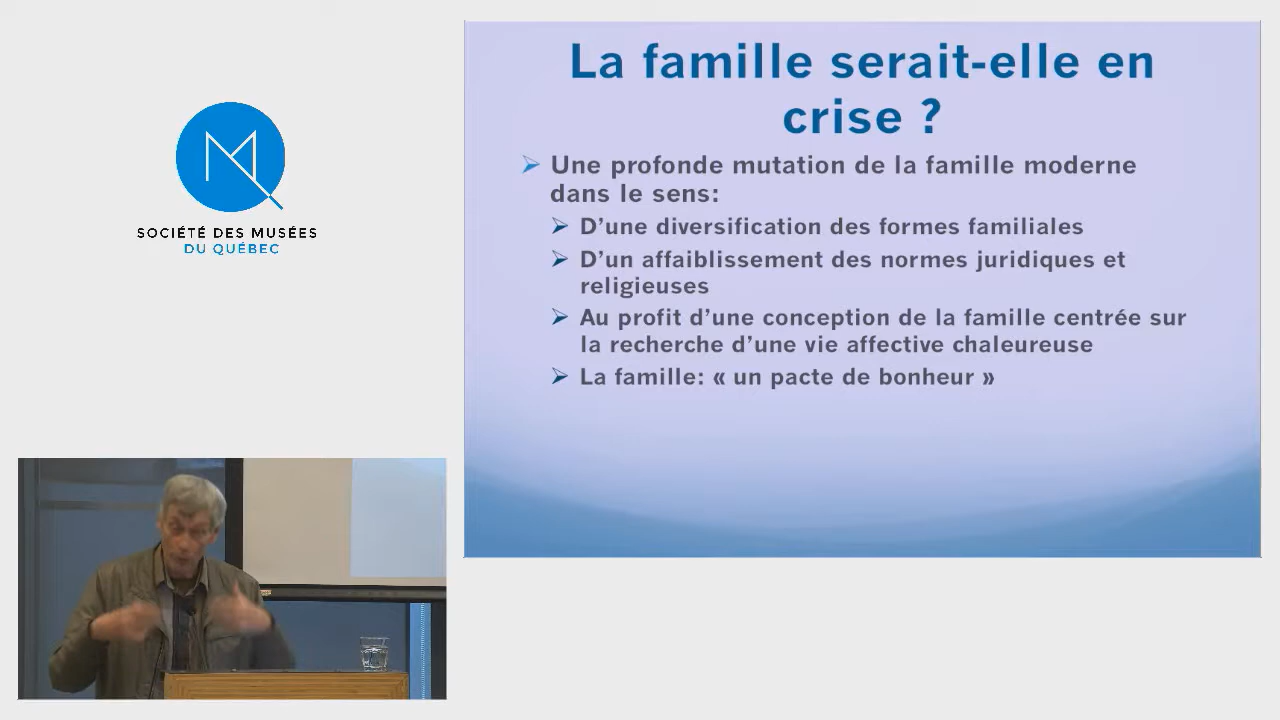 SOCIÉTÉ DES MUSÉES
DU QUÉBEC
La famille serait-elle en
crise ?
Une profonde mutation de la famille moderne
dans le sens:
D’une diversification des formes familiales
D’un affaiblissement des normes juridiques et
religieuses
Au profit d’une conception de la famille centrée sur
la recherche d’une vie affective chaleureuse
La famille: « un pacte de bonheur »